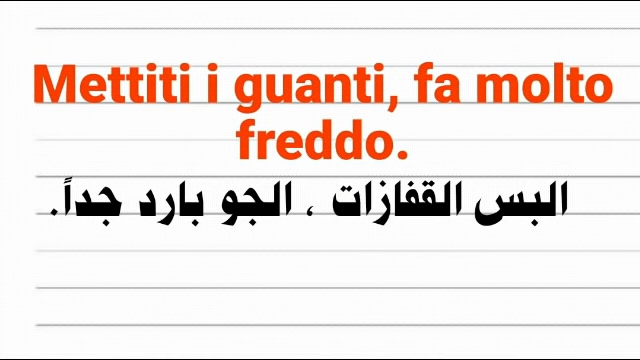 Mettiti i guanti, fa molto
freddo.
البس القفازات ، الجو بارد جداً.